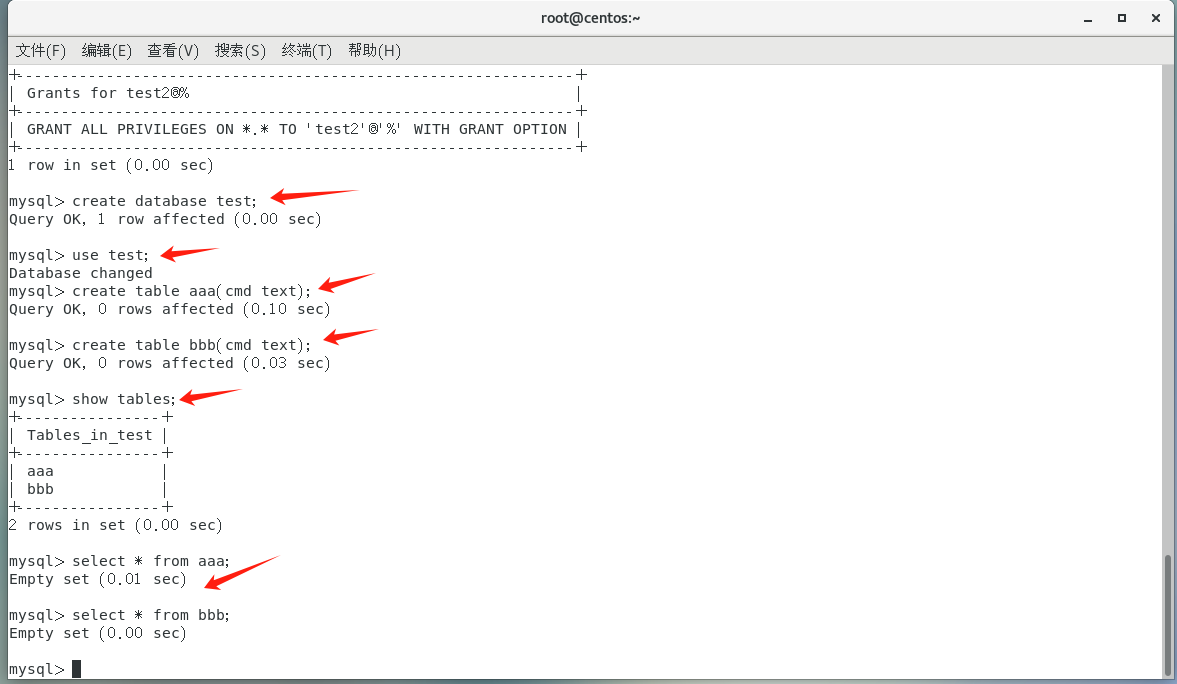 root@centos:~
文件(F) 编辑(E) 查看(V) 搜索(S) 终端(T) 帮助(H)
+--------------------------------------------------------------+
| Grants for test2@% |
+--------------------------------------------------------------+
| GRANT ALL PRIVILEGES ON *.* TO 'test2'@'%' WITH GRANT OPTION |
+--------------------------------------------------------------+
1 row in set (0.00 sec)
mysql> create database test;
Query OK, 1 row affected (0.00 sec)
mysql> use test;
Database changed
mysql> create table aaa(cmd text);
Query OK, 0 rows affected (0.10 sec)
mysql> create table bbb(cmd text);
Query OK, 0 rows affected (0.03 sec)
mysql> show tables;
+----------------+
| Tables_in_test |
+----------------+
| aaa |
| bbb |
+----------------+
2 rows in set (0.00 sec)
mysql> select * from aaa;
Empty set (0.01 sec)
mysql> select * from bbb;
Empty set (0.00 sec)
mysql>